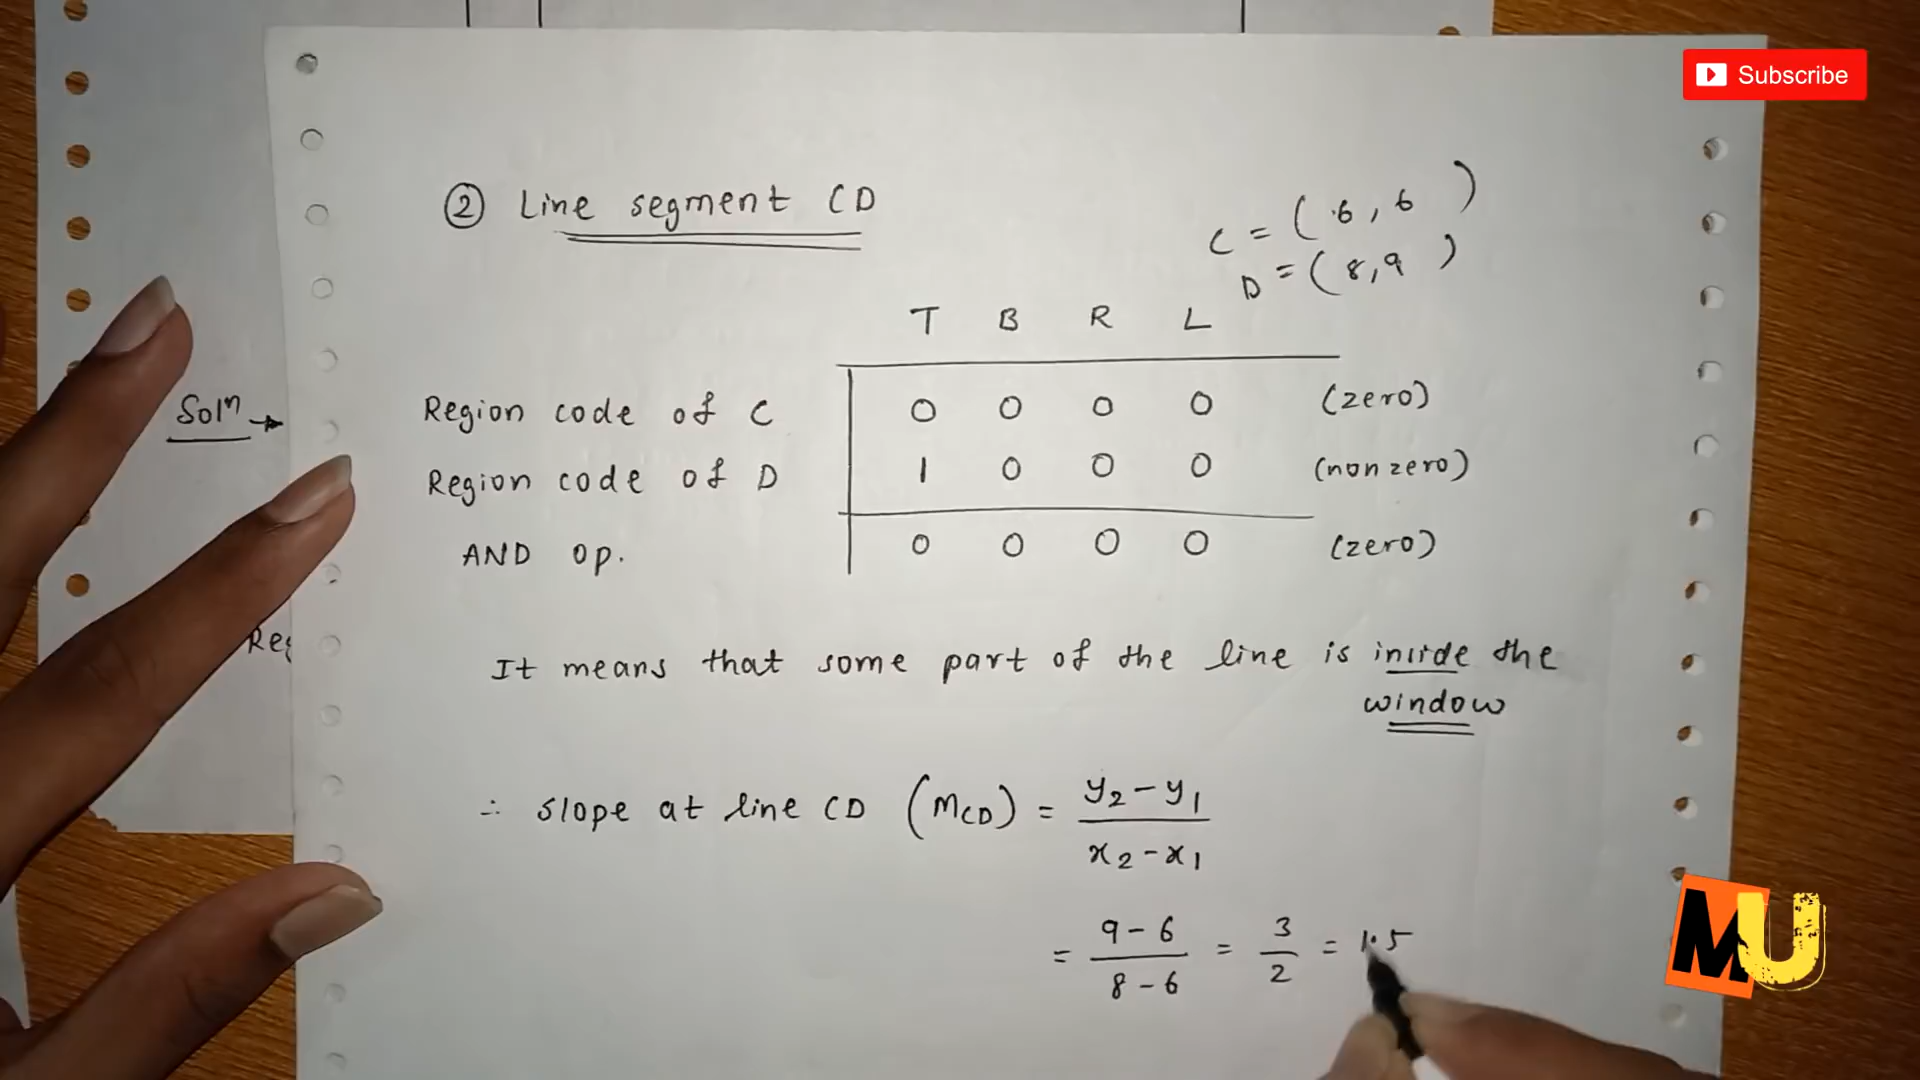 Subscribe
② Line segment CD
C = ( 6, 6 )
D = ( 8, 9 )
T B R L
Region code of C 0 0 0 0 (zero)
Region code of D 1 0 0 0 (nonzero)
AND op. 0 0 0 0 (zero)
Solⁿ →
It means that some part of the line is inside the
window
∴ slope at line CD (MCD) = y2 - y1 / x2 - x1
= 9 - 6 / 8 - 6 = 3 / 2 = 1.5
MU